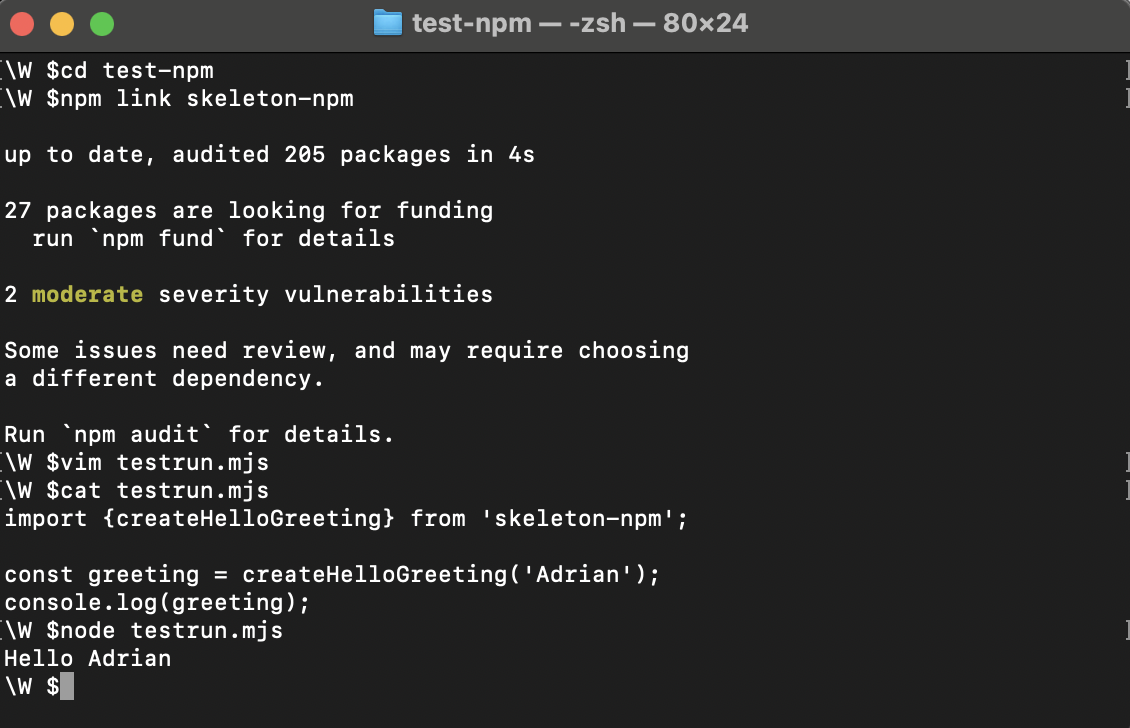 test-npm — -zsh — 80×24
[\W $cd test-npm ]
[\W $npm link skeleton-npm ]
up to date, audited 205 packages in 4s
27 packages are looking for funding
run `npm fund` for details
2 moderate severity vulnerabilities
Some issues need review, and may require choosing
a different dependency.
Run `npm audit` for details.
[\W $vim testrun.mjs ]
[\W $cat testrun.mjs ]
import {createHelloGreeting} from 'skeleton-npm';
const greeting = createHelloGreeting('Adrian');
console.log(greeting);
[\W $node testrun.mjs ]
Hello Adrian
\W $